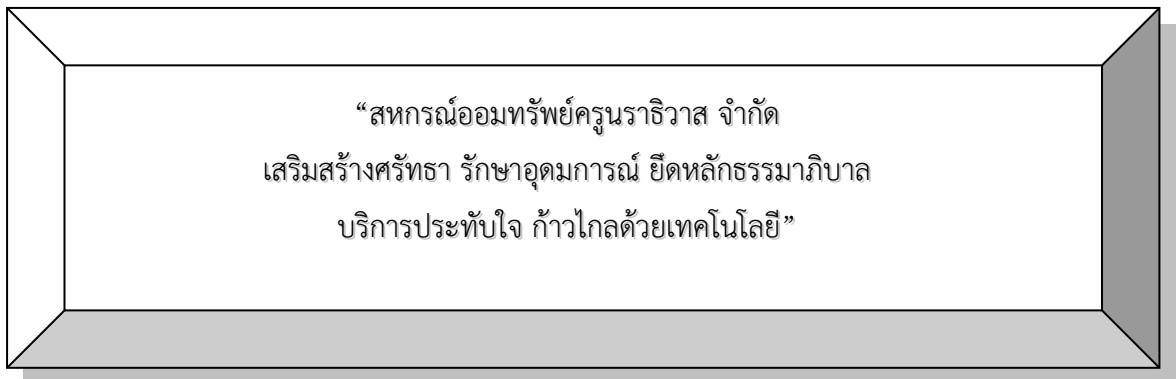 “สหกรณ์ออมทรัพย์ครูนราธิวาส จำกัด
เสริมสร้างศรัทธา รักษาอุดมการณ์ ยึดหลักธรรมาภิบาล
บริการประทับใจ ก้าวไกลด้วยเทคโนโลยี”